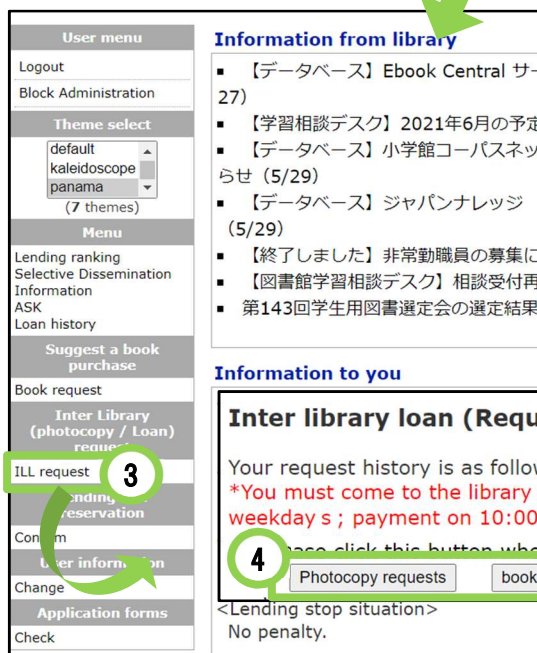 User menu
Logout
Block Administration
Theme select
default
kaleidoscope
panama
(7 themes)
Menu
Lending ranking
Selective Dissemination
Information
ASK
Loan history
Suggest a book
purchase
Book request
Inter Library
(photocopy / Loan)
request
ILL request
3
reservation
Confirm
User information
Change
Application forms
Check
Information from library
▪ 【データベース】Ebook Central サー
27)
▪ 【学習相談デスク】2021年6月の予定
▪ 【データベース】小学館コーパスネッ
らせ（5/29）
▪ 【データベース】ジャパンナレッジ
（5/29）
▪ 【終了しました】非常勤職員の募集に
▪ 【図書館学習相談デスク】相談受付再
▪ 第143回学生用図書選定会の選定結果
Information to you
Inter library loan (Requ
Your request history is as follow
*You must come to the library
weekday s ; payment on 10:00
4
click this button whe
Photocopy requests
book
<Lending stop situation>
No penalty.